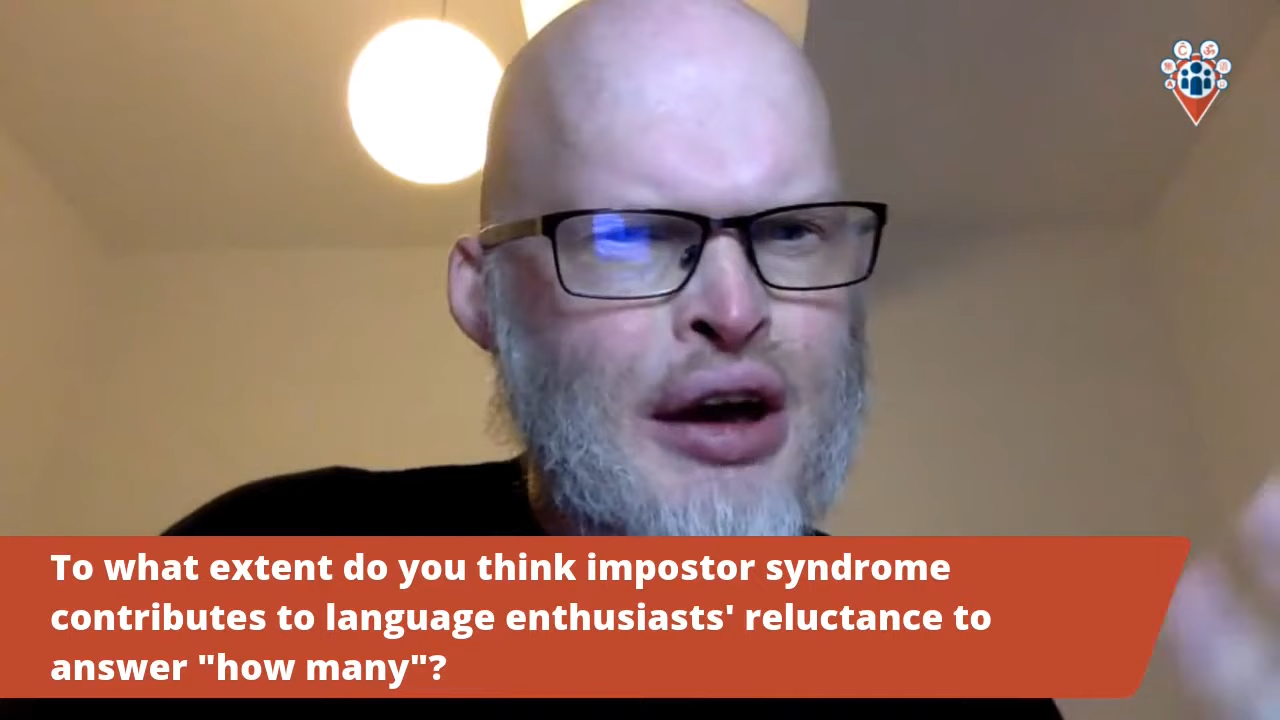 To what extent do you think impostor syndrome
contributes to language enthusiasts' reluctance to
answer "how many"?